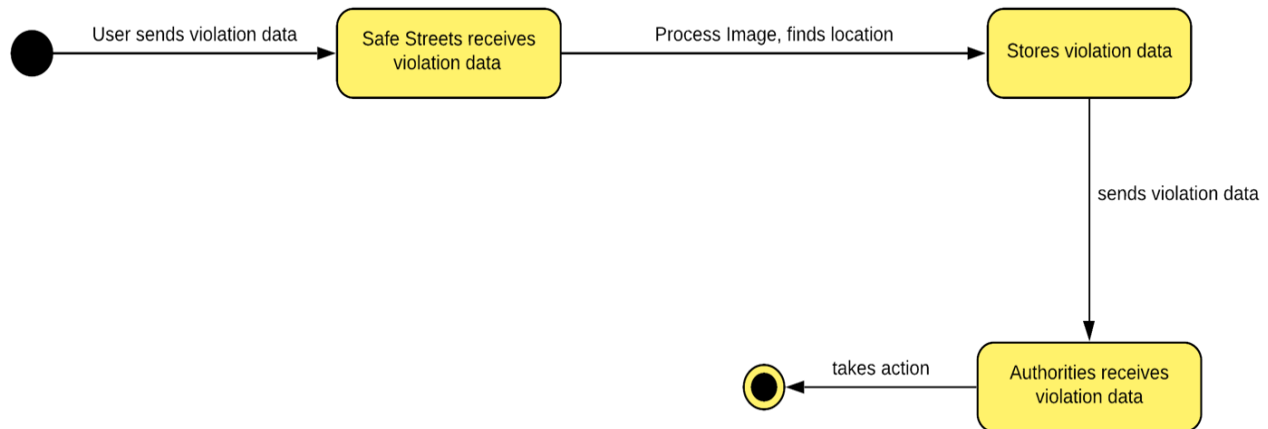 User sends violation data
Safe Streets receives
violation data
Process Image, finds location
Stores violation data
sends violation data
Authorities receives
violation data
takes action